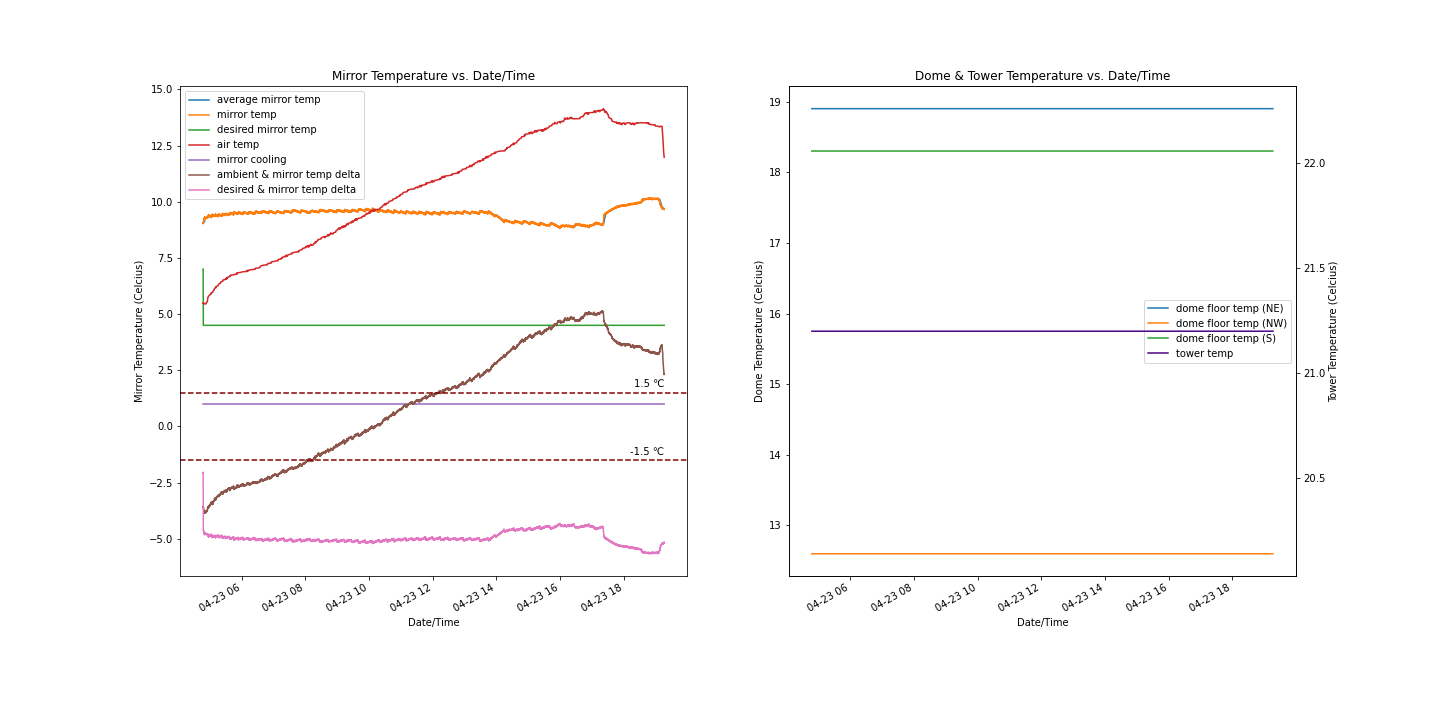 Mirror Temperature vs. Date/Time
Mirror Temperature (Celcius)
15.0
12.5
10.0
7.5
5.0
2.5
0.0
−2.5
−5.0
average mirror temp
mirror temp
desired mirror temp
air temp
mirror cooling
ambient & mirror temp delta
desired & mirror temp delta
1.5 °C
-1.5 °C
04-23 06
04-23 08
04-23 10
04-23 12
04-23 14
04-23 16
04-23 18
Date/Time
Dome & Tower Temperature vs. Date/Time
Dome Temperature (Celcius)
19
18
17
16
15
14
13
dome floor temp (NE)
dome floor temp (NW)
dome floor temp (S)
tower temp
22.0
21.5
21.0
20.5
Tower Temperature (Celcius)
04-23 06
04-23 08
04-23 10
04-23 12
04-23 14
04-23 16
04-23 18
Date/Time